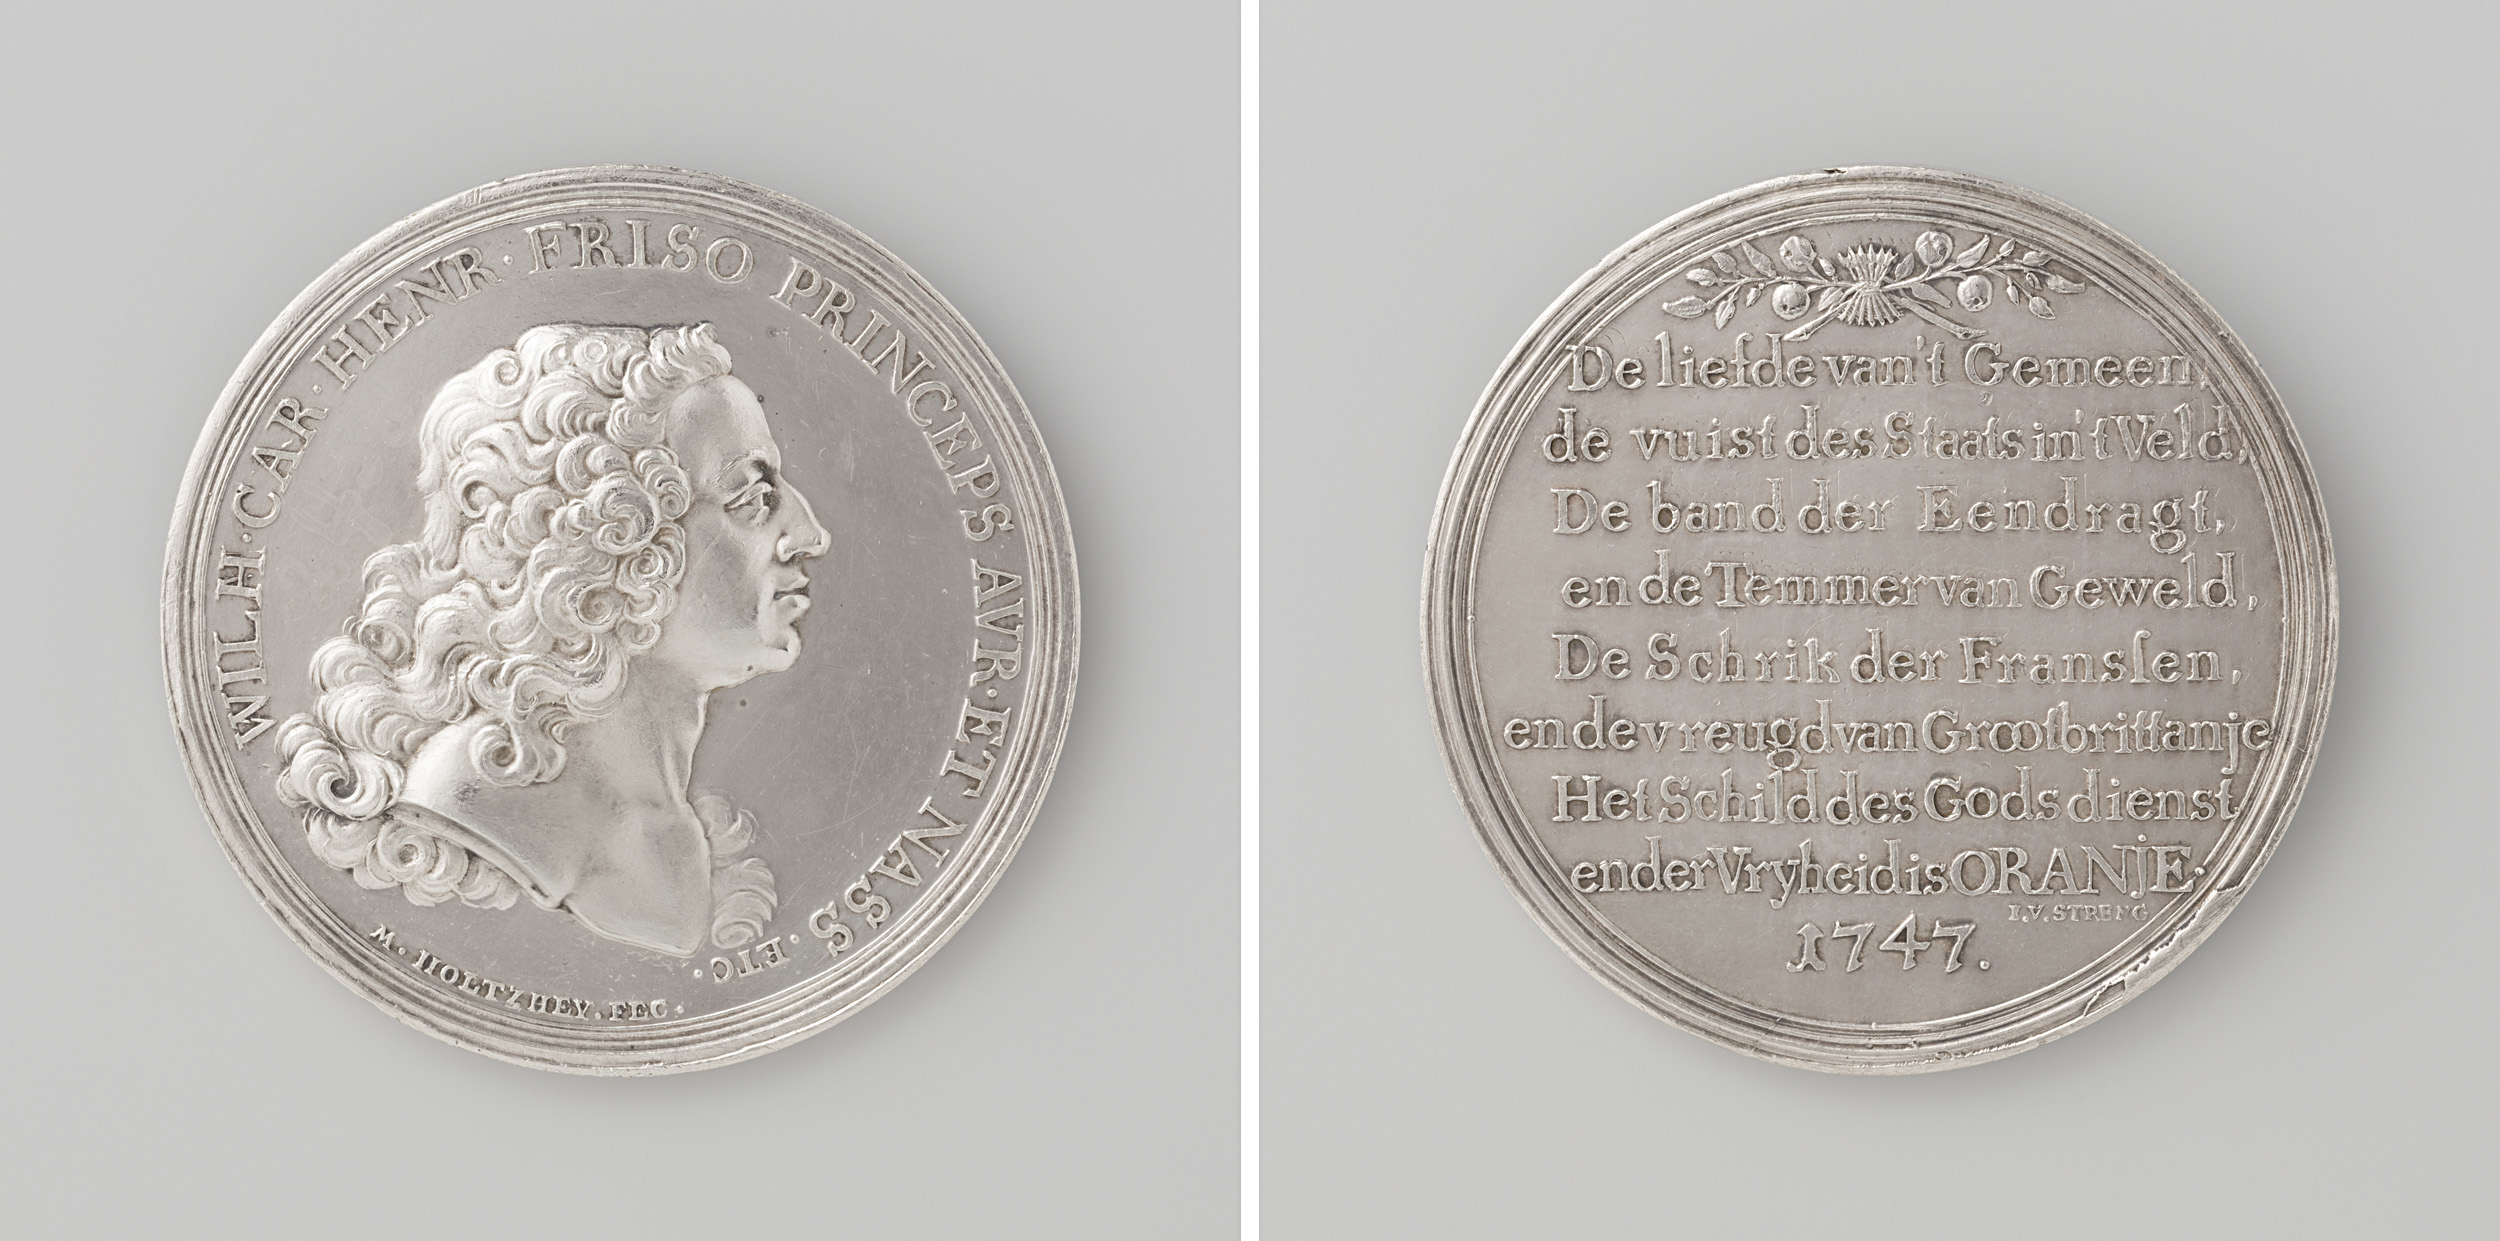 WILH · CAR · HENR · FRISO PRINCEPS AVR · ET NASS · ETC ·
M · HOLTZHEY · FEC ·
De liefde van 't Gemeen,
de vuist des Staats in 't Veld,
De band der Eendragt,
en de Temmer van Geweld,
De Schrik der Fransſen,
en de vreugd van Grootbrittanje
Het Schild des Gods dienst
en der Vryheid is ORANJE.
I.V. STRENG
1747.